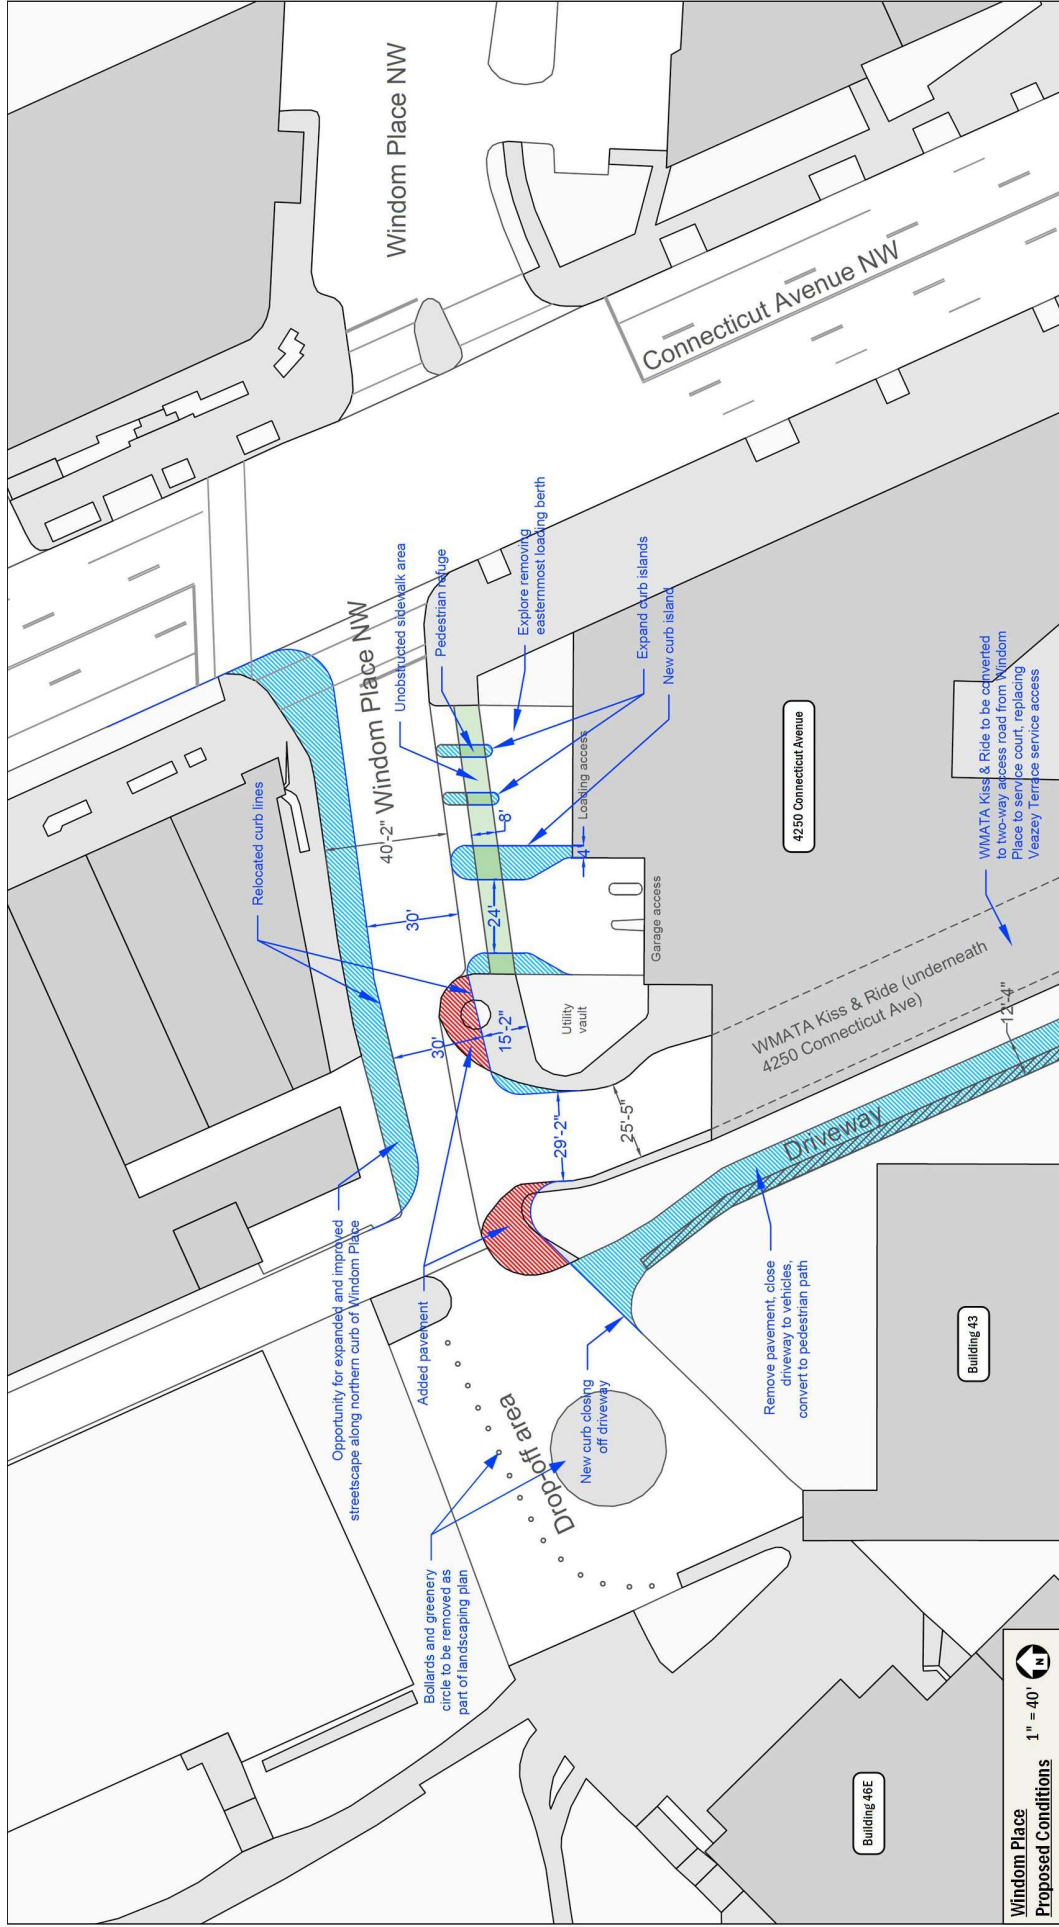 Windom Place NW
Connecticut Avenue NW
Windom Place NW
40'-2"
Relocated curb lines
Unobstructed sidewalk area
Pedestrian refuge
Explore removing
easternmost loading berth
Expand curb islands
New curb island
Loading access
8'
4'
24'
30'
30'
15'-2"
29'-2"
25'-5"
12'-4"
Garage access
Utility
vault
4250 Connecticut Avenue
WMATA Kiss & Ride to be converted
to two-way access road from Windom
Place to service court, replacing
Veazey Terrace service access
WMATA Kiss & Ride (underneath
4250 Connecticut Ave)
Driveway
Opportunity for expanded and improved
streetscape along northern curb of Windom Place
Added pavement
New curb closing
off driveway
Remove pavement, close
driveway to vehicles,
convert to pedestrian path
Drop-off area
Bollards and greenery
circle to be removed as
part of landscaping plan
Building 43
Building 46E
Windom Place
Proposed Conditions
1" = 40'
N